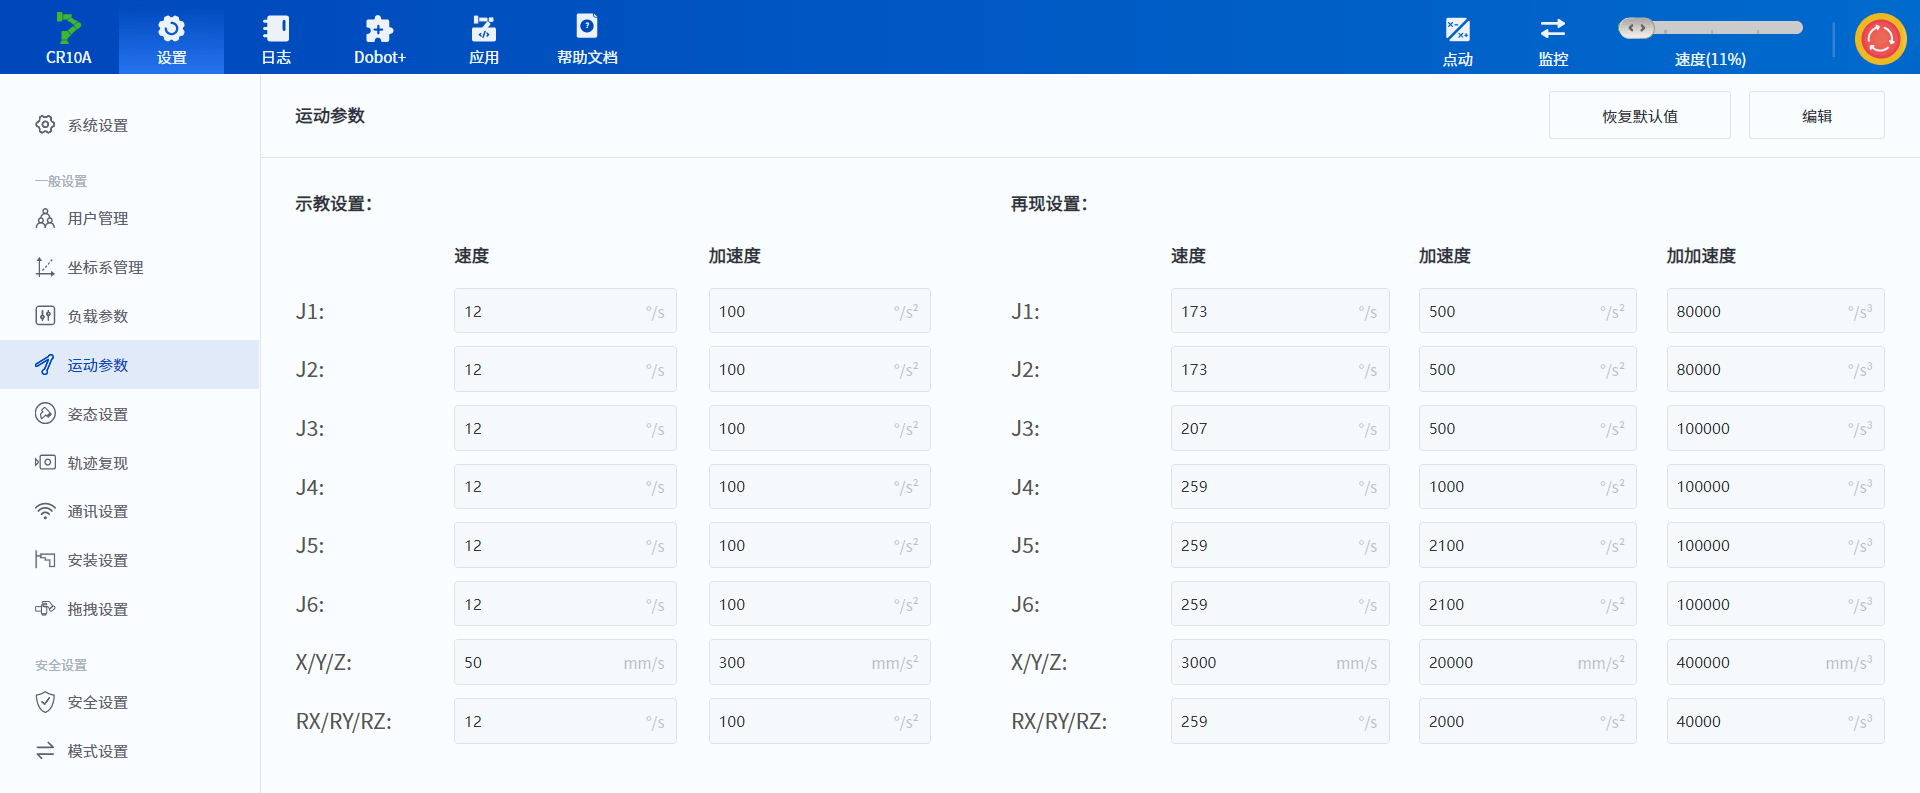 CR10A 设置 日志 Dobot+ 应用 帮助文档 点动 监控 速度(11%)
系统设置
一般设置
用户管理
坐标系管理
负载参数
运动参数
姿态设置
轨迹复现
通讯设置
安装设置
拖拽设置
安全设置
安全设置
模式设置
运动参数 恢复默认值 编辑
示教设置：
速度 加速度
J1: 12 °/s 100 °/s²
J2: 12 °/s 100 °/s²
J3: 12 °/s 100 °/s²
J4: 12 °/s 100 °/s²
J5: 12 °/s 100 °/s²
J6: 12 °/s 100 °/s²
X/Y/Z: 50 mm/s 300 mm/s²
RX/RY/RZ: 12 °/s 100 °/s²
再现设置：
速度 加速度 加加速度
J1: 173 °/s 500 °/s² 80000 °/s³
J2: 173 °/s 500 °/s² 80000 °/s³
J3: 207 °/s 500 °/s² 100000 °/s³
J4: 259 °/s 1000 °/s² 100000 °/s³
J5: 259 °/s 2100 °/s² 100000 °/s³
J6: 259 °/s 2100 °/s² 100000 °/s³
X/Y/Z: 3000 mm/s 20000 mm/s² 400000 mm/s³
RX/RY/RZ: 259 °/s 2000 °/s² 40000 °/s³